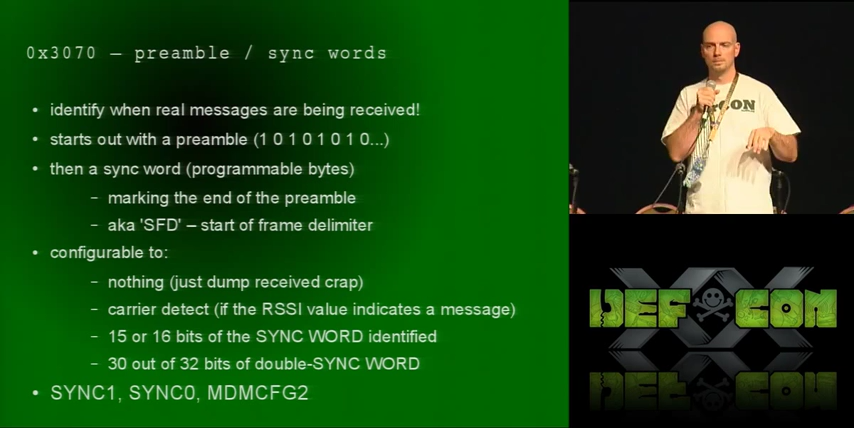 0x3070 – preamble / sync words
• identify when real messages are being received!
• starts out with a preamble (1 0 1 0 1 0 1 0...)
• then a sync word (programmable bytes)
– marking the end of the preamble
– aka 'SFD' – start of frame delimiter
• configurable to:
– nothing (just dump received crap)
– carrier detect (if the RSSI value indicates a message)
– 15 or 16 bits of the SYNC WORD identified
– 30 out of 32 bits of double-SYNC WORD
• SYNC1, SYNC0, MDMCFG2
CON
XX
DEF CON